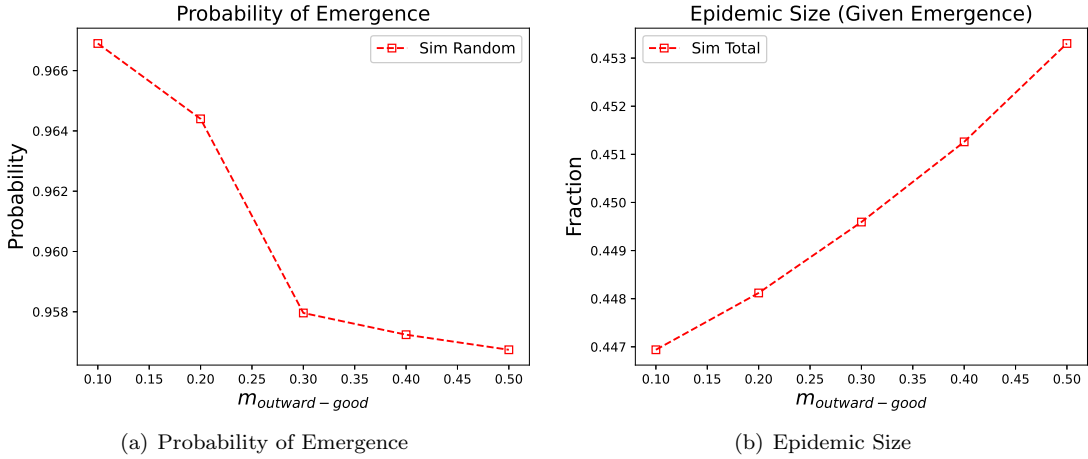 Probability of Emergence
Sim Random
Probability
0.966
0.964
0.962
0.960
0.958
0.10 0.15 0.20 0.25 0.30 0.35 0.40 0.45 0.50
m_{outward-good}
(a) Probability of Emergence
Epidemic Size (Given Emergence)
Sim Total
Fraction
0.453
0.452
0.451
0.450
0.449
0.448
0.447
0.10 0.15 0.20 0.25 0.30 0.35 0.40 0.45 0.50
m_{outward-good}
(b) Epidemic Size